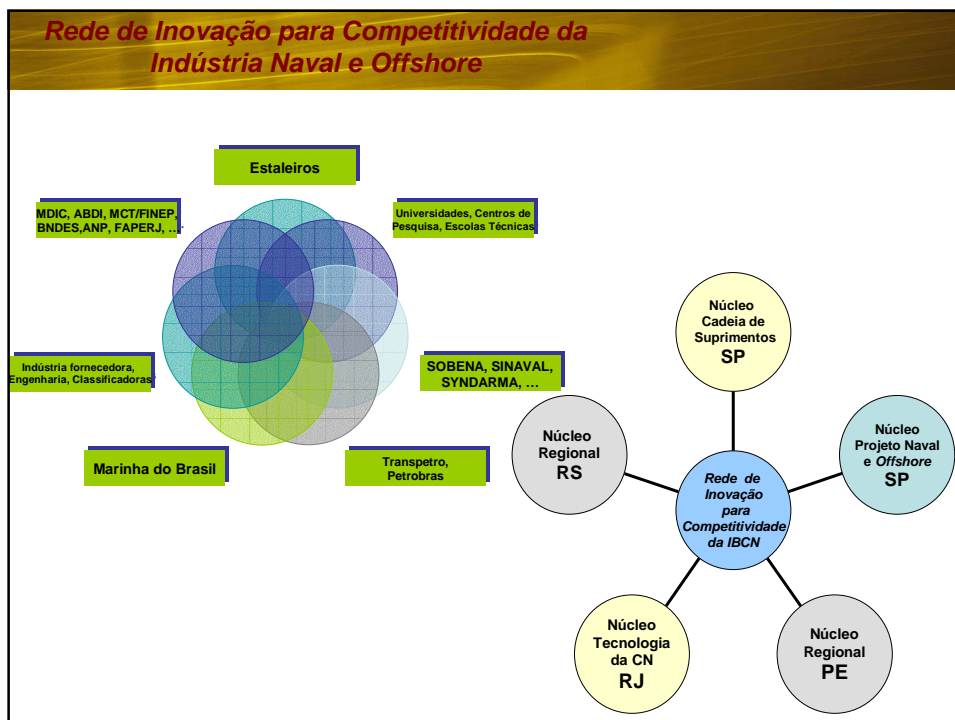 Rede de Inovação para Competitividade da
Indústria Naval e Offshore
Estaleiros
MDIC, ABDI, MCT/FINEP,
BNDES,ANP, FAPERJ, ...
Universidades, Centros de
Pesquisa, Escolas Técnicas
Indústria fornecedora,
Engenharia, Classificadoras
SOBENA, SINAVAL,
SYNDARMA, ...
Marinha do Brasil
Transpetro,
Petrobras
Núcleo
Cadeia de
Suprimentos
SP
Núcleo
Regional
RS
Núcleo
Projeto Naval
e Offshore
SP
Rede de
Inovação
para
Competitividade
da IBCN
Núcleo
Tecnologia
da CN
RJ
Núcleo
Regional
PE